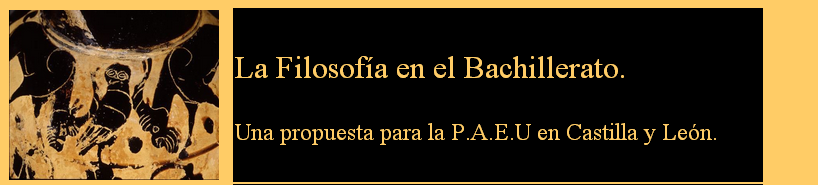 La Filosofía en el Bachillerato.
Una propuesta para la P.A.E.U en Castilla y León.